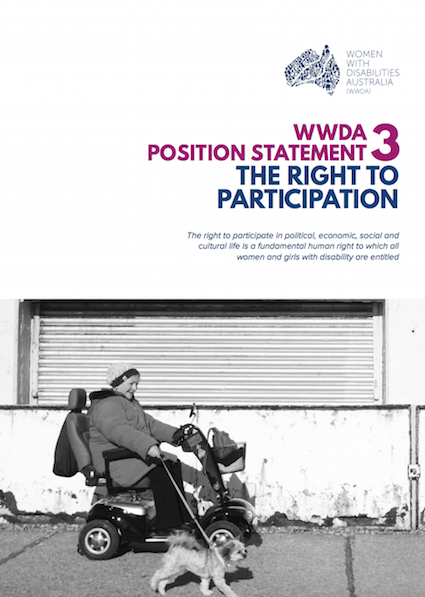 WOMEN
WITH
DISABILITIES
AUSTRALIA
(WWDA)
WWDA
POSITION STATEMENT 3
THE RIGHT TO
PARTICIPATION
The right to participate in political, economic, social and
cultural life is a fundamental human right to which all
women and girls with disability are entitled